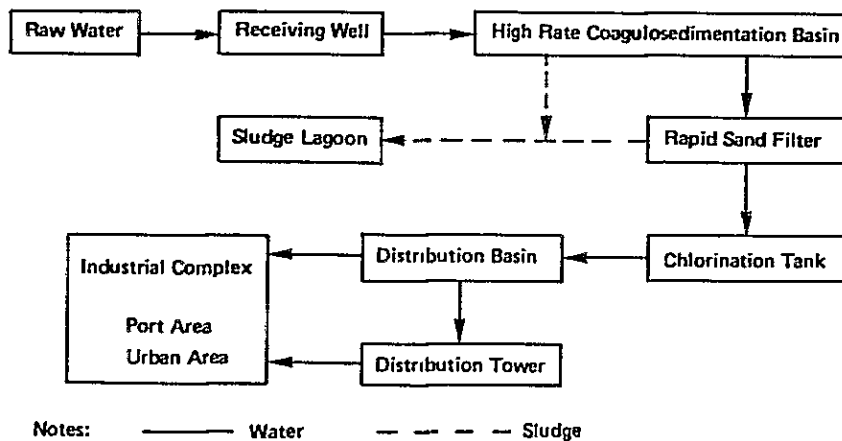 Raw Water
Receiving Well
High Rate Coagulosedimentation Basin
Sludge Lagoon
Rapid Sand Filter
Industrial Complex
Port Area
Urban Area
Distribution Basin
Chlorination Tank
Distribution Tower
Notes: Water Sludge